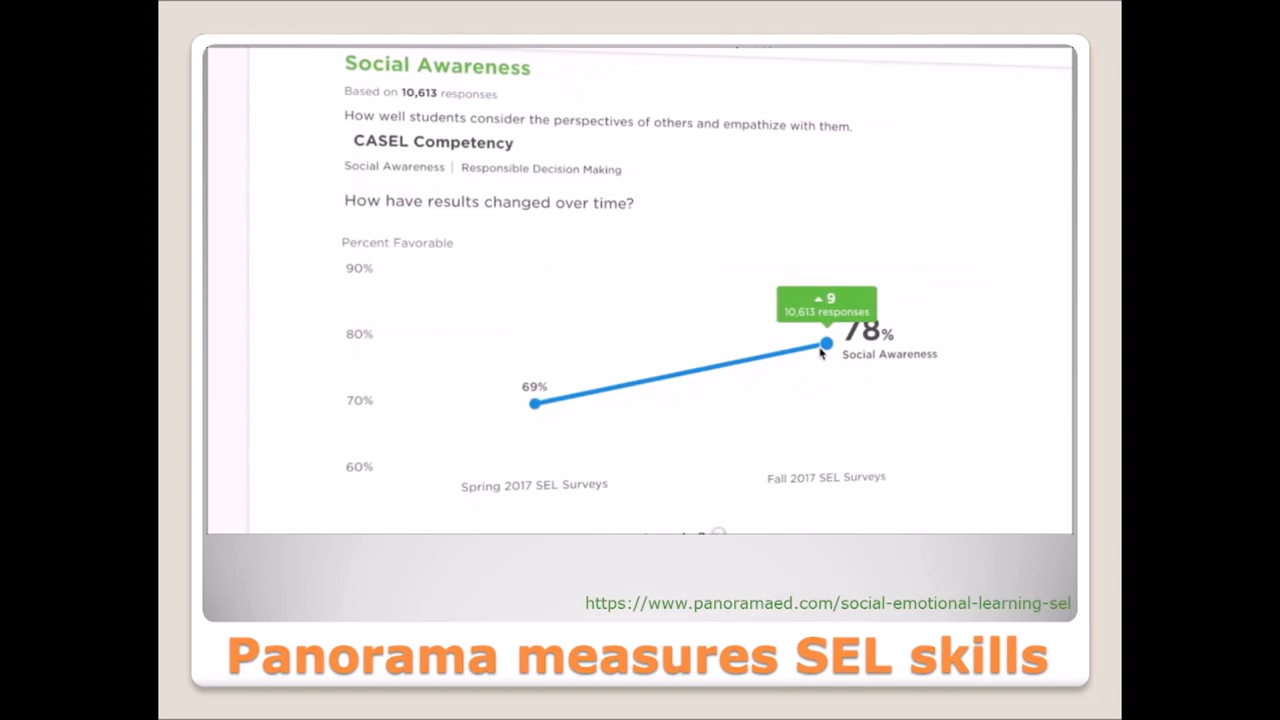 Social Awareness
Based on 10,613 responses
How well students consider the perspectives of others and empathize with them.
CASEL Competency
Social Awareness | Responsible Decision Making
How have results changed over time?
Percent Favorable
90%
9
10,613 responses
80%
78%
Social Awareness
69%
70%
60%
Spring 2017 SEL Surveys
Fall 2017 SEL Surveys
https://www.panoramaed.com/social-emotional-learning-sel
Panorama measures SEL skills